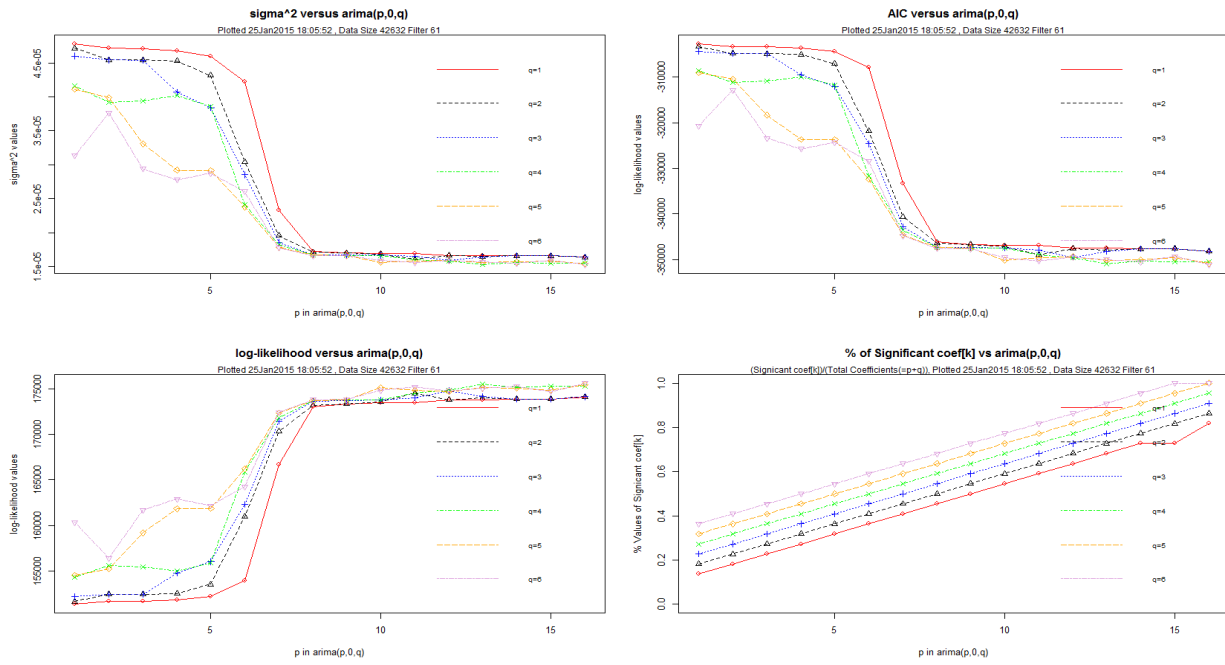 sigma^2 versus arima(p,0,q)
Plotted 25Jan2015 18:05:52 , Data Size 42632 Filter 61
sigma^2 values
4.5e-05
3.5e-05
2.5e-05
1.5e-05
q=1
q=2
q=3
q=4
q=5
q=6
5
10
15
p in arima(p,0,q)
AIC versus arima(p,0,q)
Plotted 25Jan2015 18:05:52 , Data Size 42632 Filter 61
log-likelihood values
-310000
-320000
-330000
-340000
-350000
q=1
q=2
q=3
q=4
q=5
q=6
5
10
15
p in arima(p,0,q)
log-likelihood versus arima(p,0,q)
Plotted 25Jan2015 18:05:52 , Data Size 42632 Filter 61
log-likelihood values
175000
170000
165000
160000
155000
q=1
q=2
q=3
q=4
q=5
q=6
5
10
15
p in arima(p,0,q)
% of Significant coef[k] vs arima(p,0,q)
(Signicant coef[k])/(Total Coefficients(=p+q)), Plotted 25Jan2015 18:05:52 , Data Size 42632 Filter 61
% Values of Signicant coef[k]
1.0
0.8
0.6
0.4
0.2
0.0
q=1
q=2
q=3
q=4
q=5
q=6
5
10
15
p in arima(p,0,q)